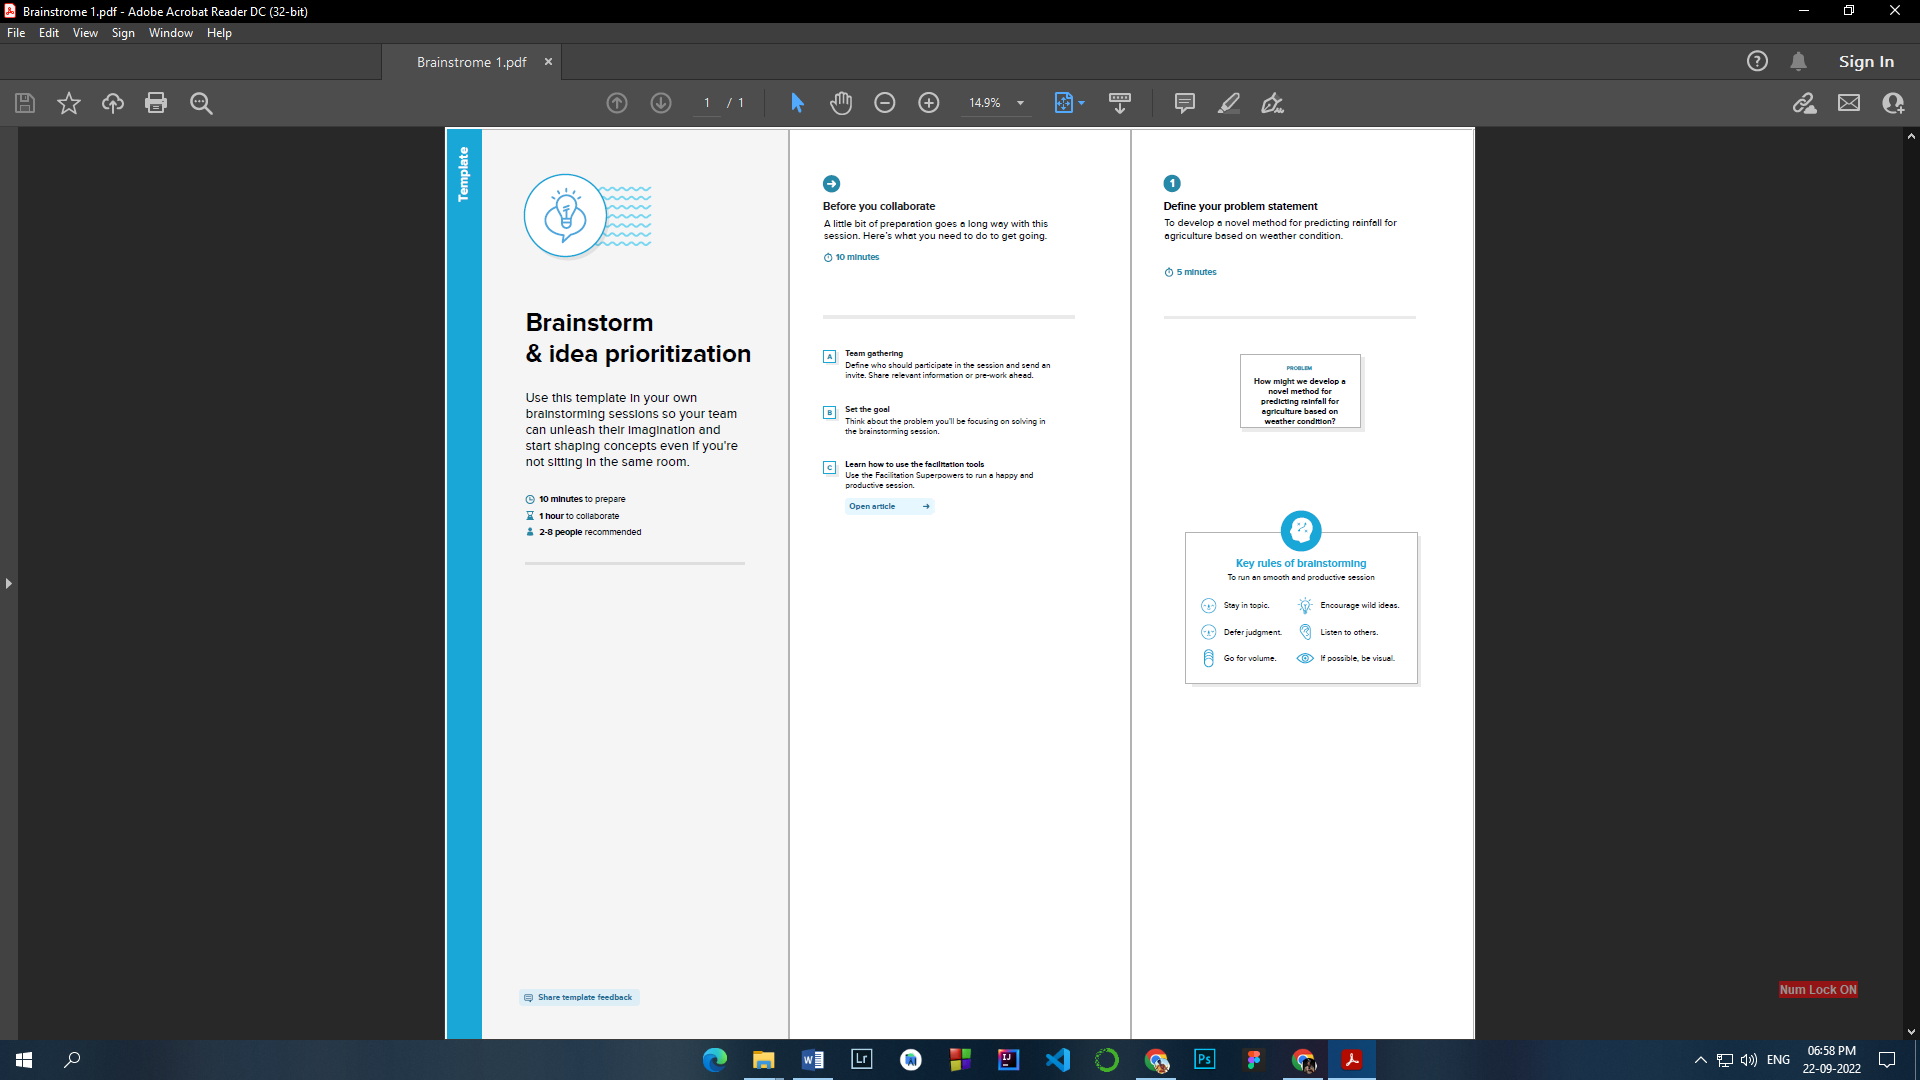 Brainstrome 1.pdf - Adobe Acrobat Reader DC (32-bit)
File Edit View Sign Window Help
Brainstrome 1.pdf
Sign In
1 / 1
14.9%
Template
Brainstorm
& idea prioritization
Use this template in your own
brainstorming sessions so your team
can unleash their imagination and
start shaping concepts even if you're
not sitting in the same room.
10 minutes to prepare
1 hour to collaborate
2-8 people recommended
Share template feedback
Before you collaborate
A little bit of preparation goes a long way with this
session. Here's what you need to do to get going.
10 minutes
A
Team gathering
Define who should participate in the session and send an
invite. Share relevant information or pre-work ahead.
B
Set the goal
Think about the problem you'll be focusing on solving in
the brainstorming session.
C
Learn how to use the facilitation tools
Use the Facilitation Superpowers to run a happy and
productive session.
Open article
1
Define your problem statement
To develop a novel method for predicting rainfall for
agriculture based on weather condition.
5 minutes
PROBLEM
How might we develop a
novel method for
predicting rainfall for
agriculture based on
weather condition?
Key rules of brainstorming
To run an smooth and productive session
Stay in topic.
Encourage wild ideas.
Defer judgment.
Listen to others.
Go for volume.
If possible, be visual.
Num Lock ON
Lr
IJ
Ps
ENG
06:58 PM
22-09-2022